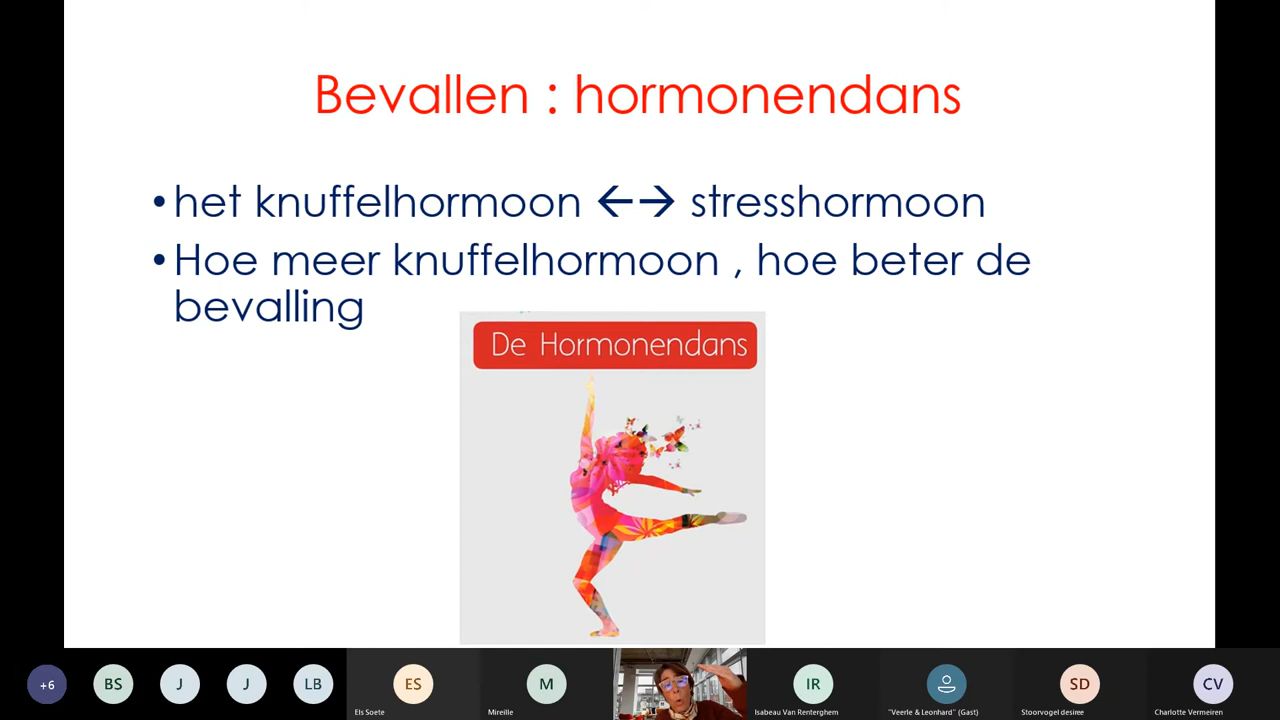 Bevallen : hormonendans
•het knuffelhormoon ←→ stresshormoon
•Hoe meer knuffelhormoon , hoe beter de
bevalling
De Hormonendans
+6
BS
J
J
LB
ES
Els Soete
M
Mireille
IR
Isabeau Van Renterghem
"Veerle & Leonhard" (Gast)
SD
Stoorvogel desiree
CV
Charlotte Vermeiren